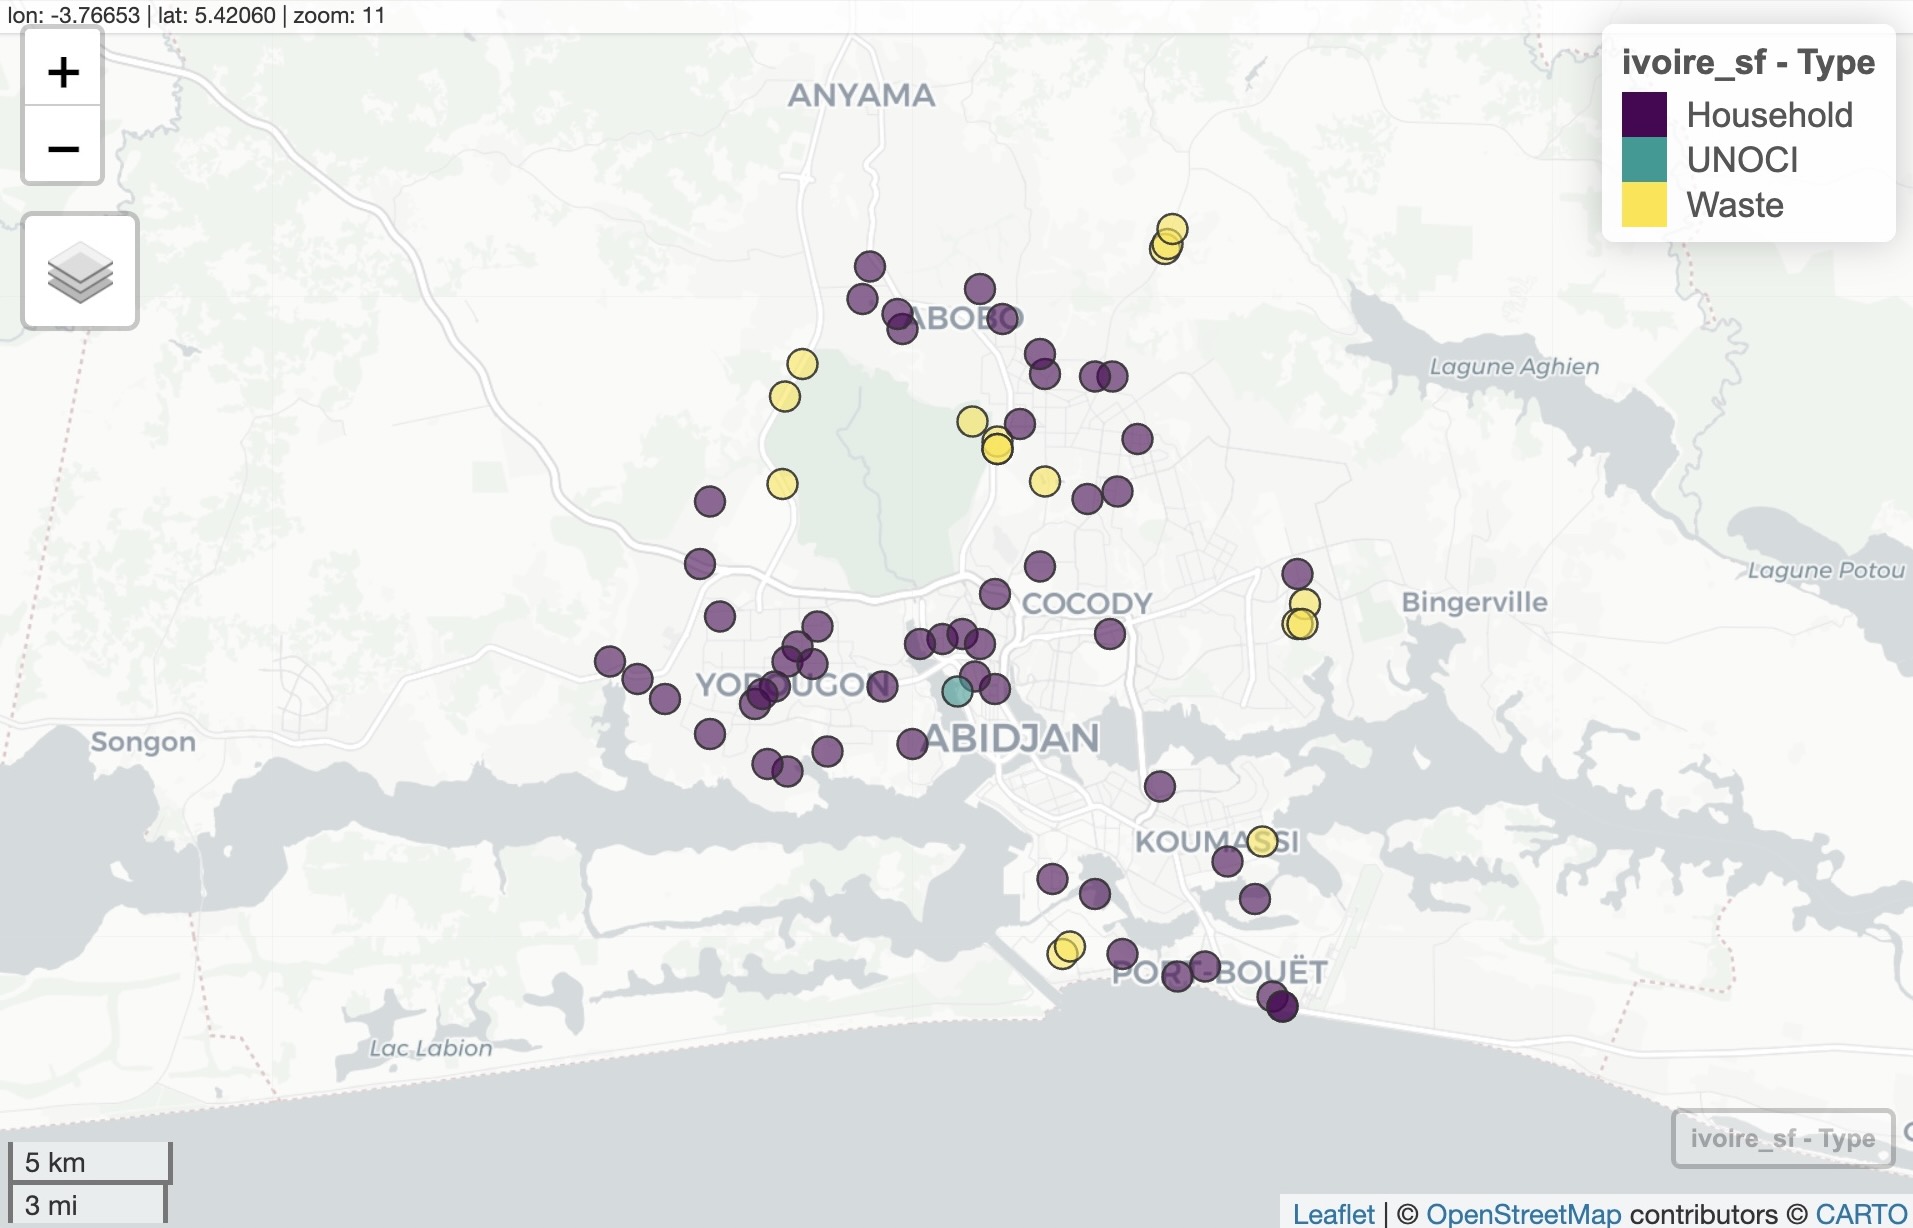 lon: -3.76653 | lat: 5.42060 | zoom: 11
+
−
ivoire_sf - Type
Household
UNOCI
Waste
ANYAMA
ABOBO
Lagune Aghien
Lagune Potou
COCODY
Bingerville
YOPOUGON
Songon
ABIDJAN
KOUMASSI
PORT-BOUËT
Lac Labion
ivoire_sf - Type
5 km
3 mi
Leaflet | © OpenStreetMap contributors © CARTO